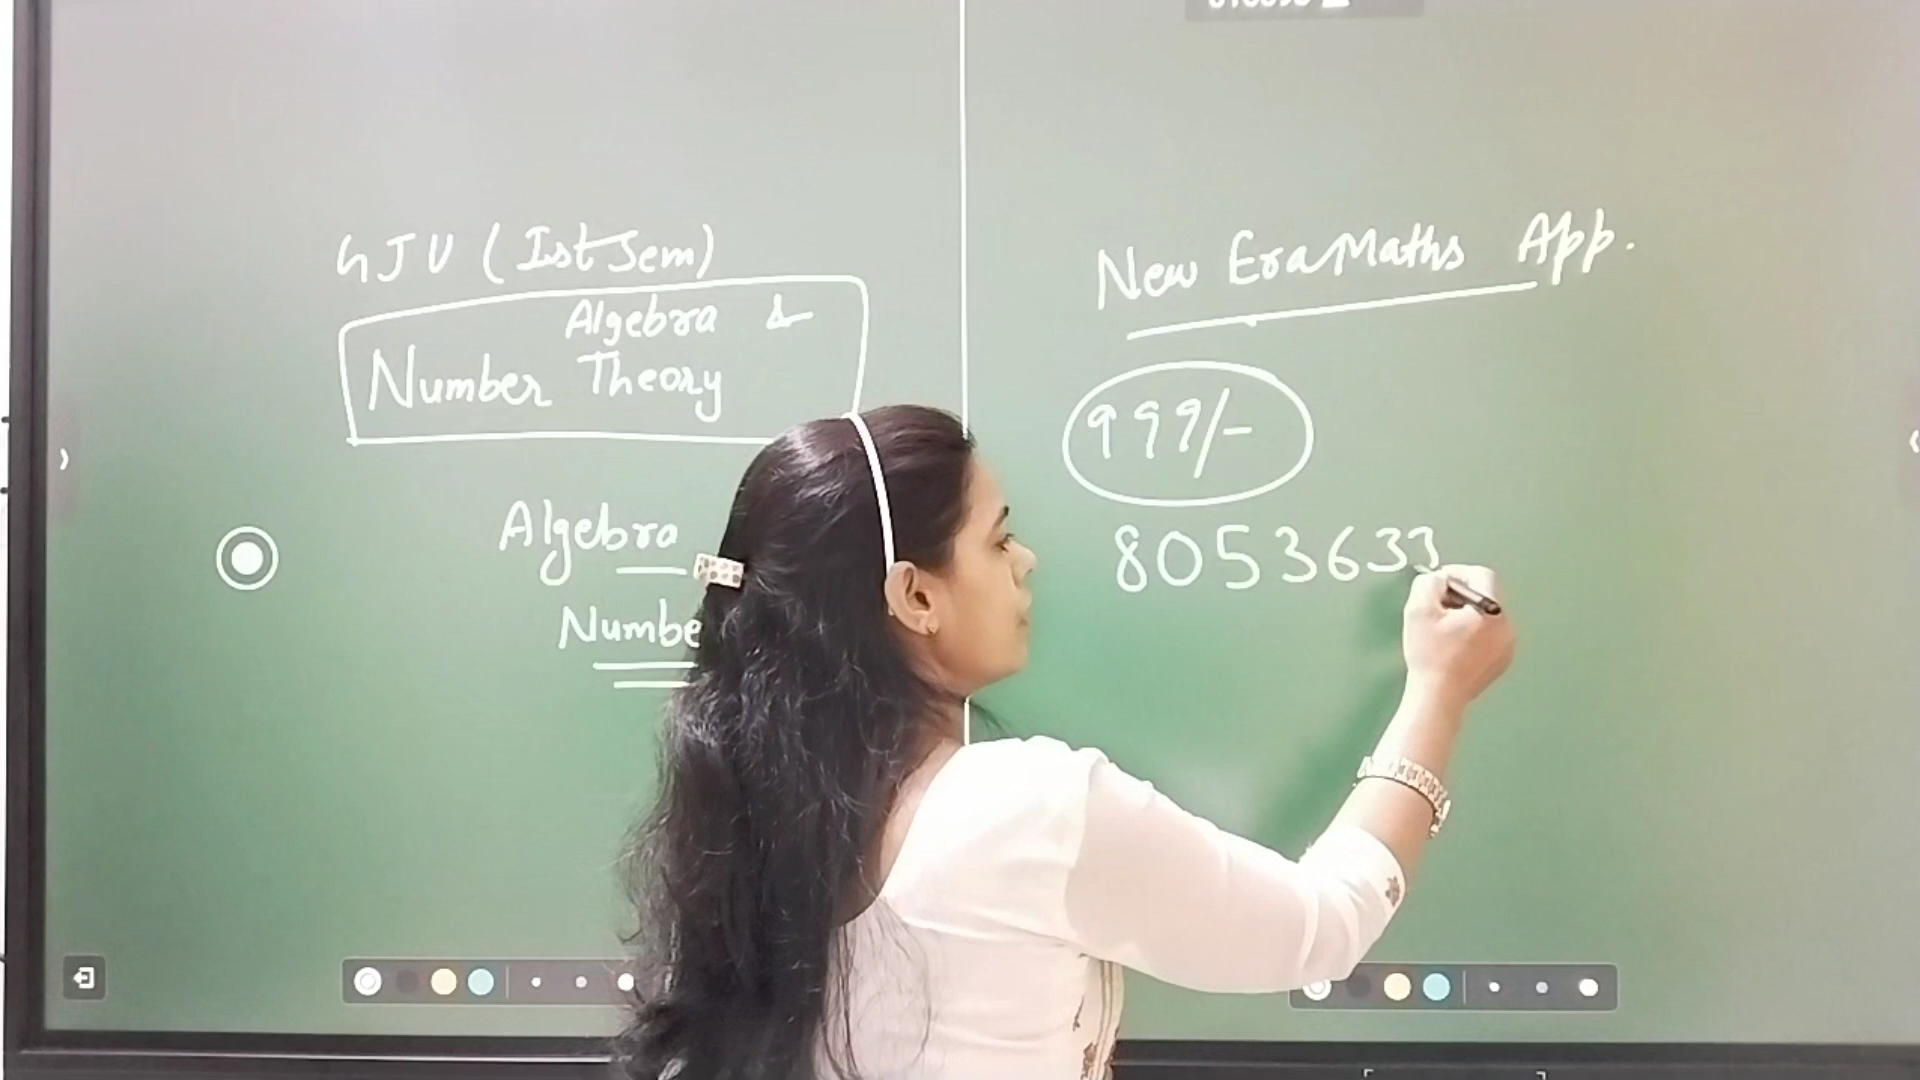 GJU (Ist Sem)
Algebra &
Number Theory
Algebra
Numbe
New Era Maths App.
999/-
8053633